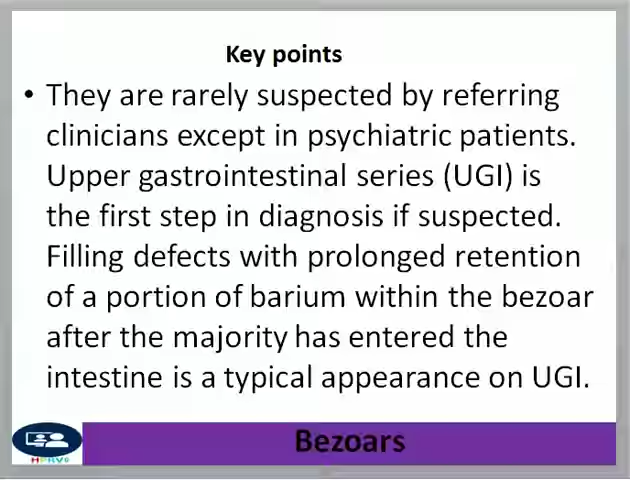 Key points
• They are rarely suspected by referring
clinicians except in psychiatric patients.
Upper gastrointestinal series (UGI) is
the first step in diagnosis if suspected.
Filling defects with prolonged retention
of a portion of barium within the bezoar
after the majority has entered the
intestine is a typical appearance on UGI.
Bezoars